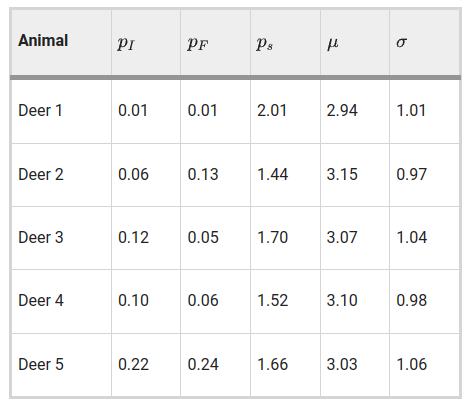 Animal p_I p_F p_s μ σ
Deer 1 0.01 0.01 2.01 2.94 1.01
Deer 2 0.06 0.13 1.44 3.15 0.97
Deer 3 0.12 0.05 1.70 3.07 1.04
Deer 4 0.10 0.06 1.52 3.10 0.98
Deer 5 0.22 0.24 1.66 3.03 1.06